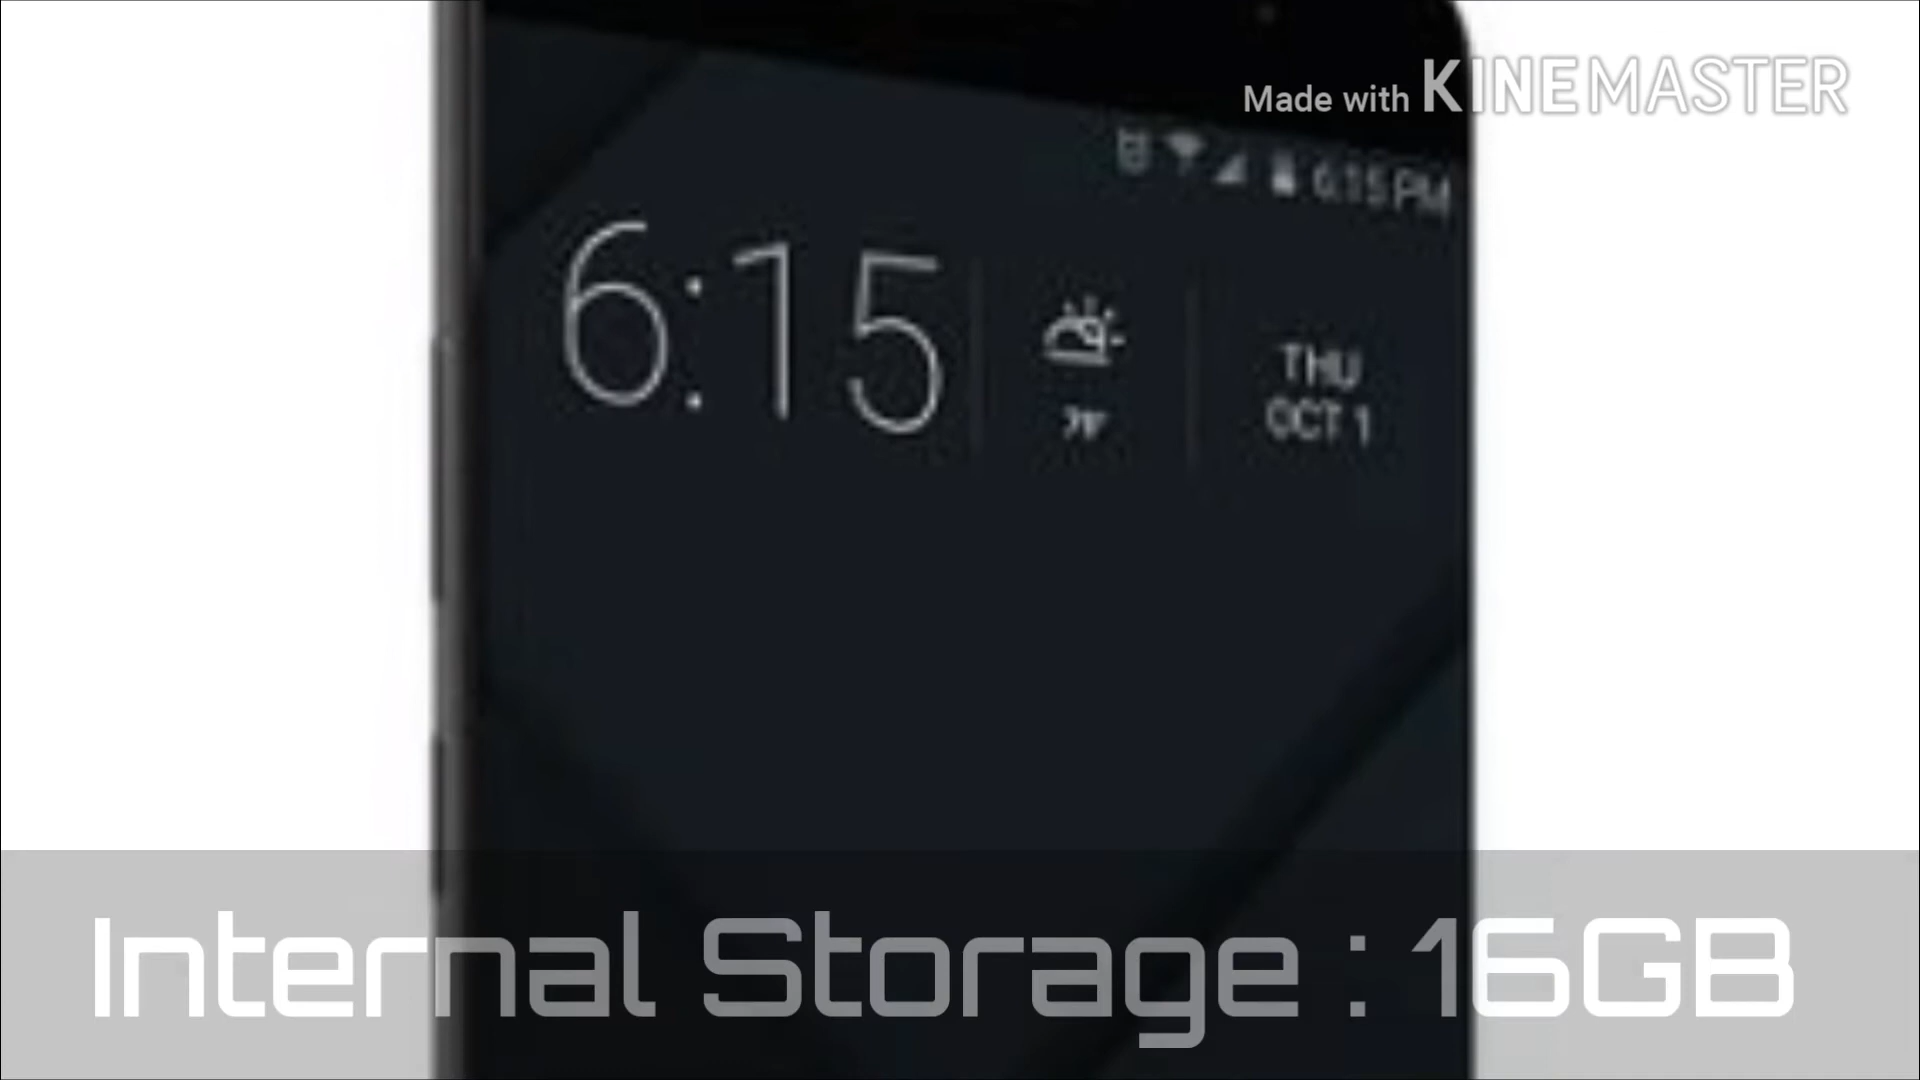 Made with KINEMASTER
6:15 PM
6:15
THU
OCT 1
Internal Storage : 16GB